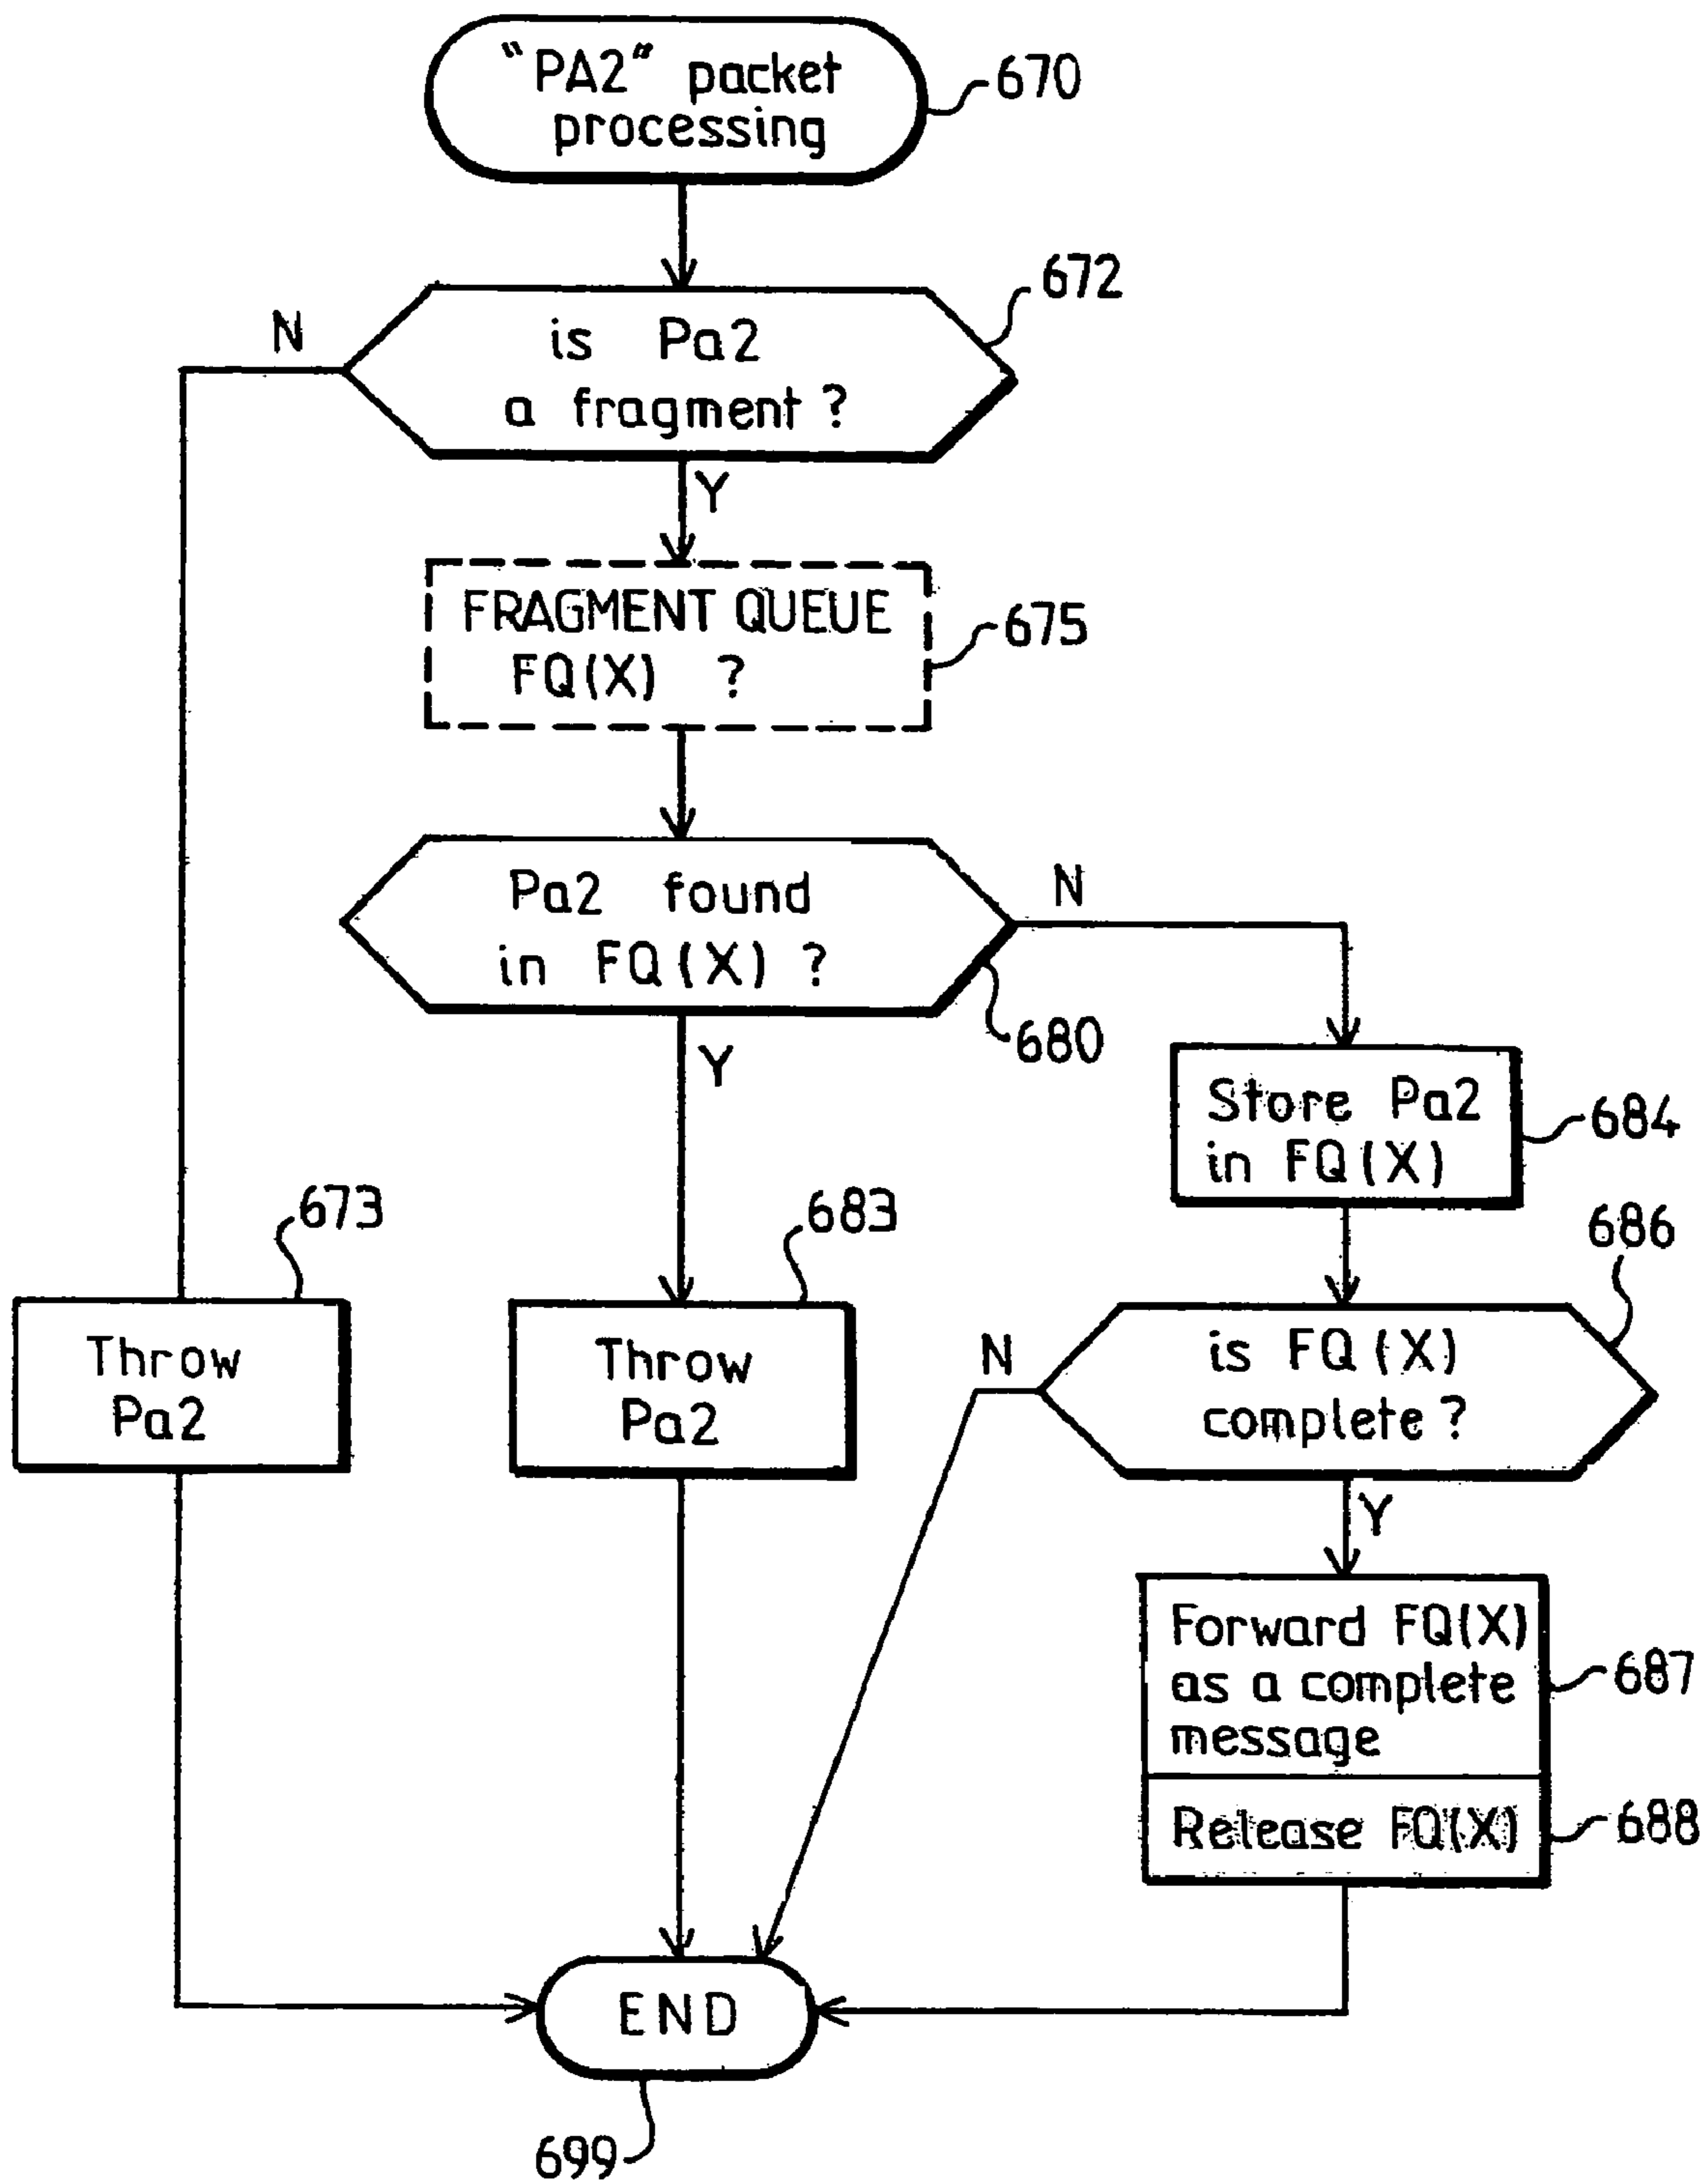 "PA2" packet
processing
670
672
N
is Pa2
a fragment ?
Y
FRAGMENT QUEUE
FQ(X) ?
675
Pa2 found
in FQ (X) ?
N
680
Y
Store Pa2
in FQ (X)
684
673
683
686
Throw
Pa2
Throw
Pa2
N
is FQ (X)
complete ?
Y
Forward FQ(X)
as a complete
message
687
Release FQ(X)
688
END
699